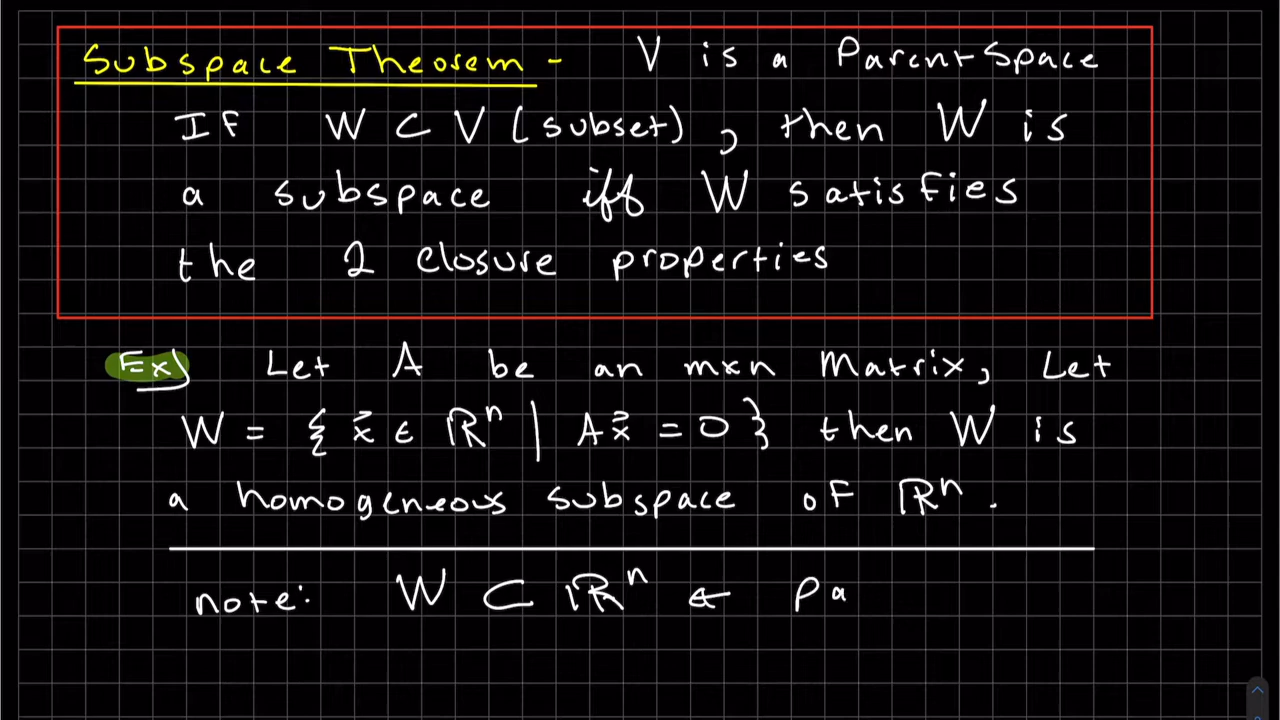 Subspace Theorem - V is a Parent Space
If W ⊂ V (subset), then W is
a subspace iff W satisfies
the 2 closure properties
Ex) Let A be an mxn Matrix, Let
W = { x⃗ ∈ ℝⁿ | Ax⃗ = 0 } then W is
a homogeneous subspace of ℝⁿ.
note: W ⊂ ℝⁿ ← Pa